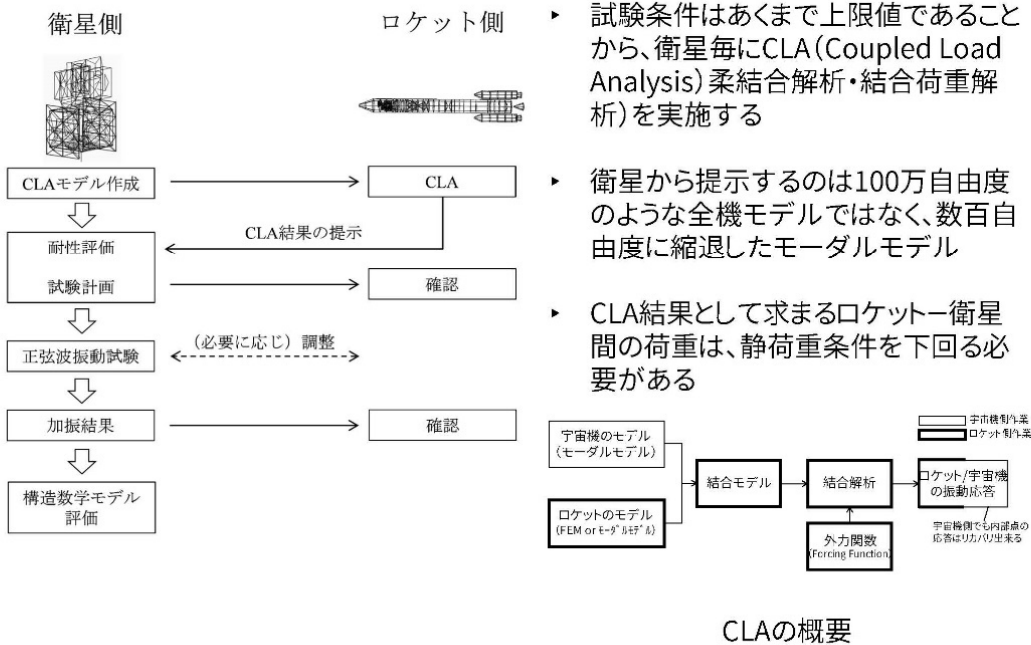 衛星側
ロケット側
CLAモデル作成
CLA
CLA結果の提示
耐性評価
試験計画
確認
正弦波振動試験
（必要に応じ）調整
加振結果
確認
構造数学モデル
評価
▸ 試験条件はあくまで上限値であること
から、衛星毎にCLA（Coupled Load
Analysis）柔結合解析・結合荷重解
析）を実施する
▸ 衛星から提示するのは100万自由度
のような全機モデルではなく、数百自
由度に縮退したモーダルモデル
▸ CLA結果として求まるロケットー衛星
間の荷重は、静荷重条件を下回る必
要がある
宇宙機側作業
ロケット側作業
宇宙機のモデル
（モーダルモデル）
ロケットのモデル
(FEM or ﾓｰﾀﾞﾙﾓﾃﾞﾙ)
結合モデル
結合解析
ロケット/宇宙機
の振動応答
外力関数
(Forcing Function)
宇宙機側でも内部点の
応答はリカバリ出来る
CLAの概要